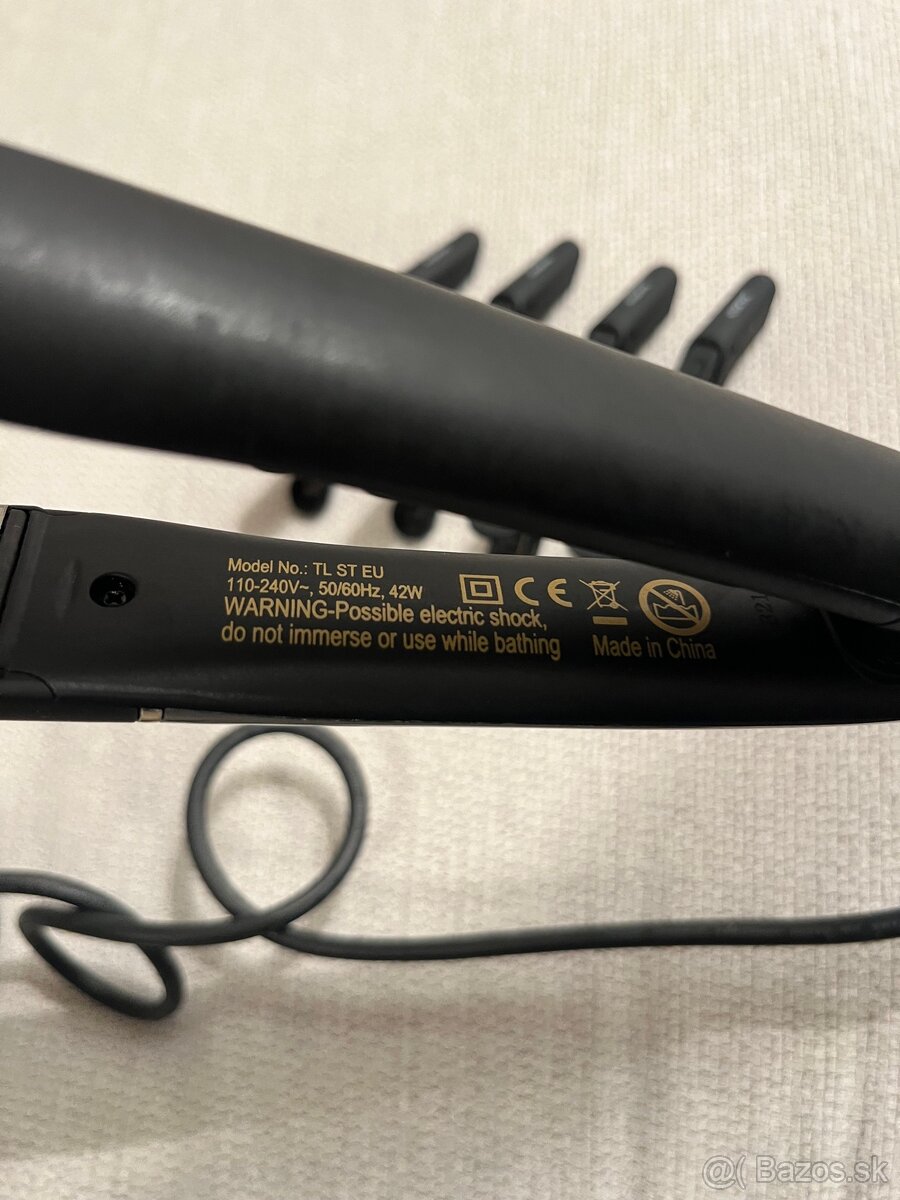 Model No.: TL ST EU
110-240V~, 50/60Hz, 42W
WARNING-Possible electric shock,
do not immerse or use while bathing
CE
Made in China
321
@( Bazos.sk